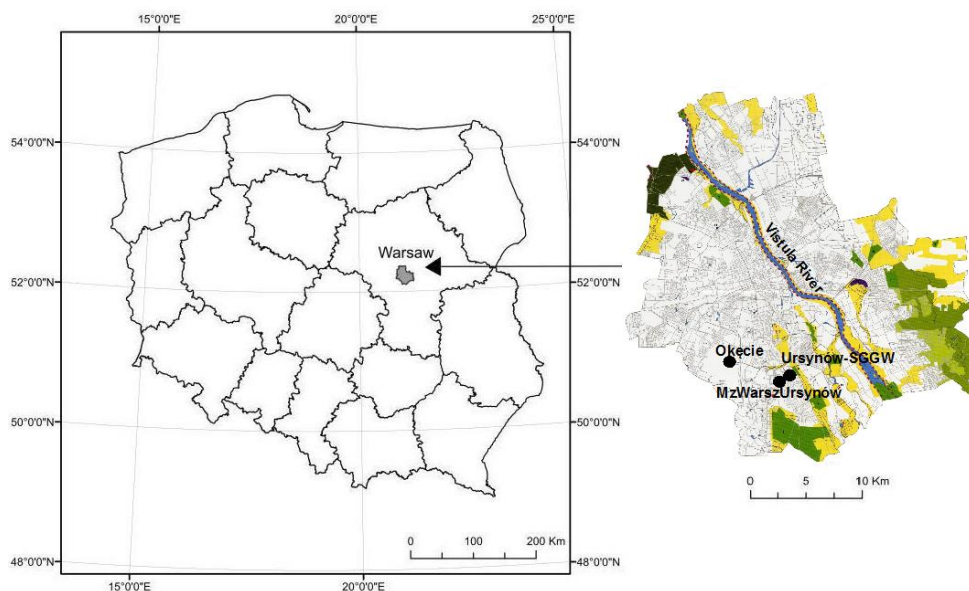 15°0'0"E 20°0'0"E 25°0'0"E
54°0'0"N 54°0'0"N
52°0'0"N 52°0'0"N
50°0'0"N 50°0'0"N
48°0'0"N 48°0'0"N
15°0'0"E 20°0'0"E
Warsaw
0 100 200 Km
Vistula River
Okęcie
Ursynów-SGGW
MzWarszUrsynów
0 5 10 Km